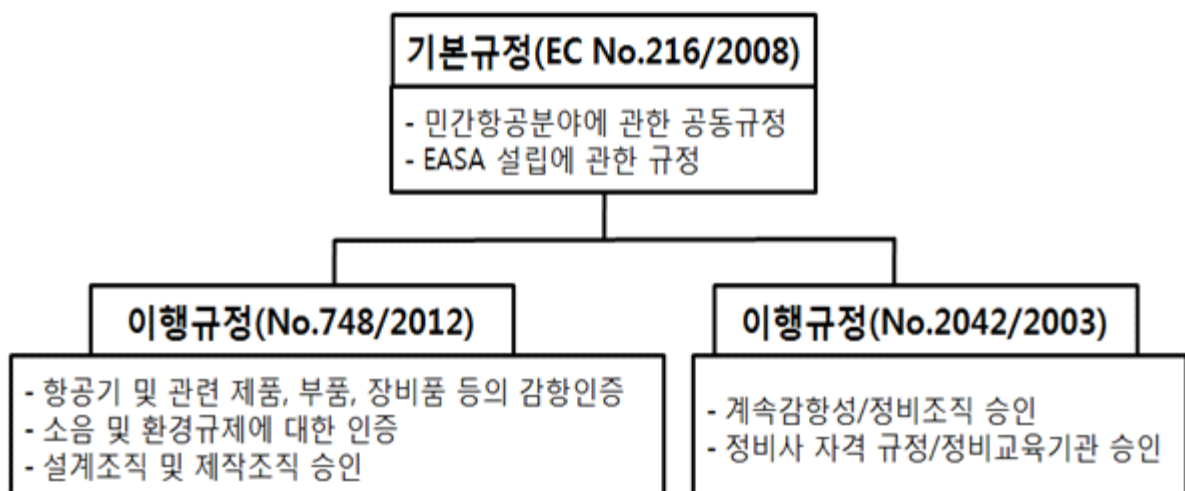 기본규정(EC No.216/2008)
- 민간항공분야에 관한 공동규정
- EASA 설립에 관한 규정
이행규정(No.748/2012)
- 항공기 및 관련 제품, 부품, 장비품 등의 감항인증
- 소음 및 환경규제에 대한 인증
- 설계조직 및 제작조직 승인
이행규정(No.2042/2003)
- 계속감항성/정비조직 승인
- 정비사 자격 규정/정비교육기관 승인